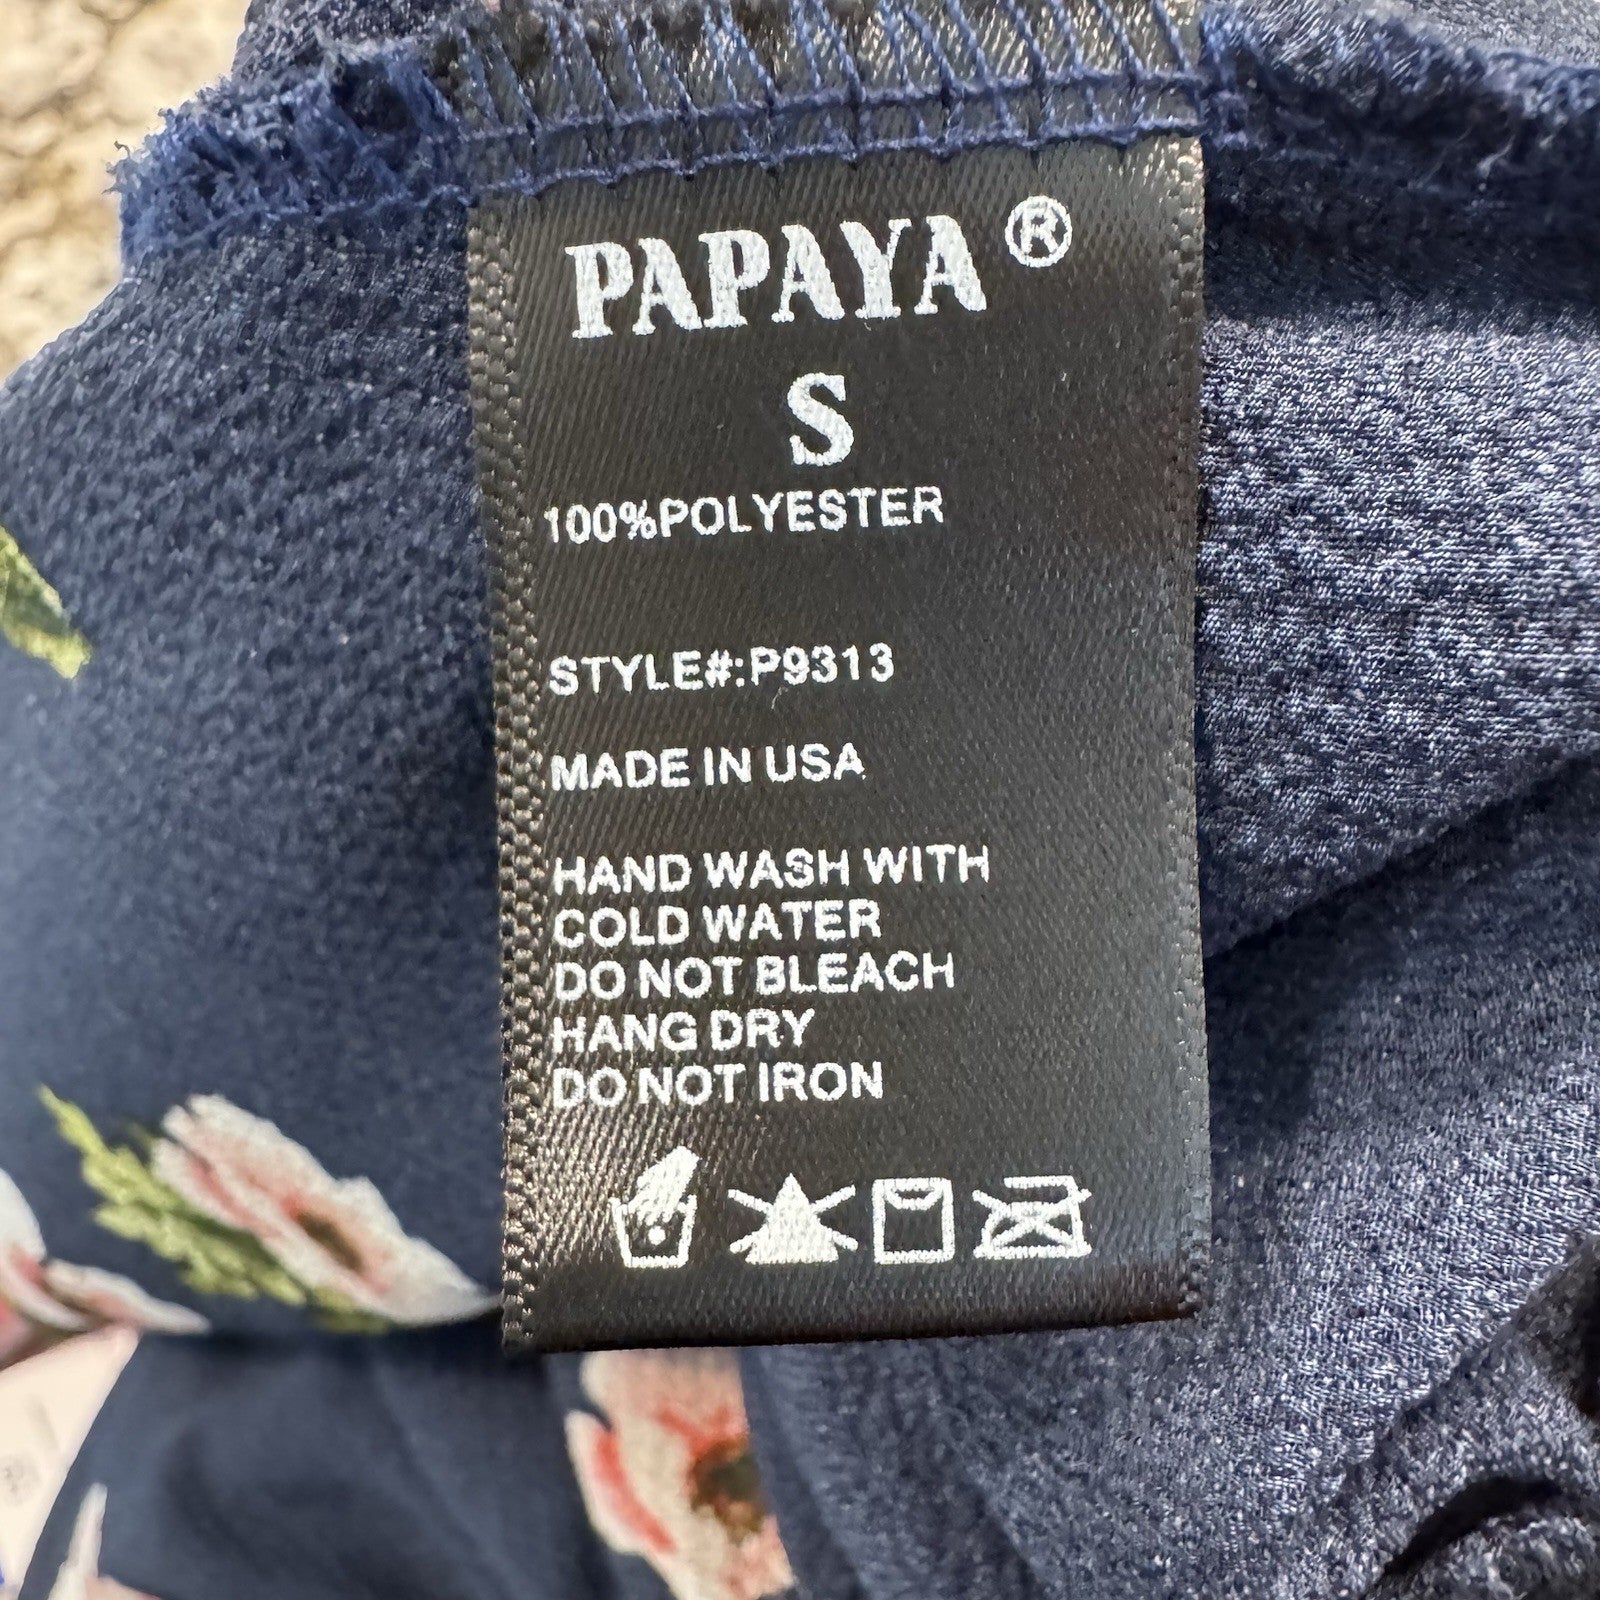 PAPAYA ®
S
100%POLYESTER
STYLE#:P9313
MADE IN USA
HAND WASH WITH
COLD WATER
DO NOT BLEACH
HANG DRY
DO NOT IRON